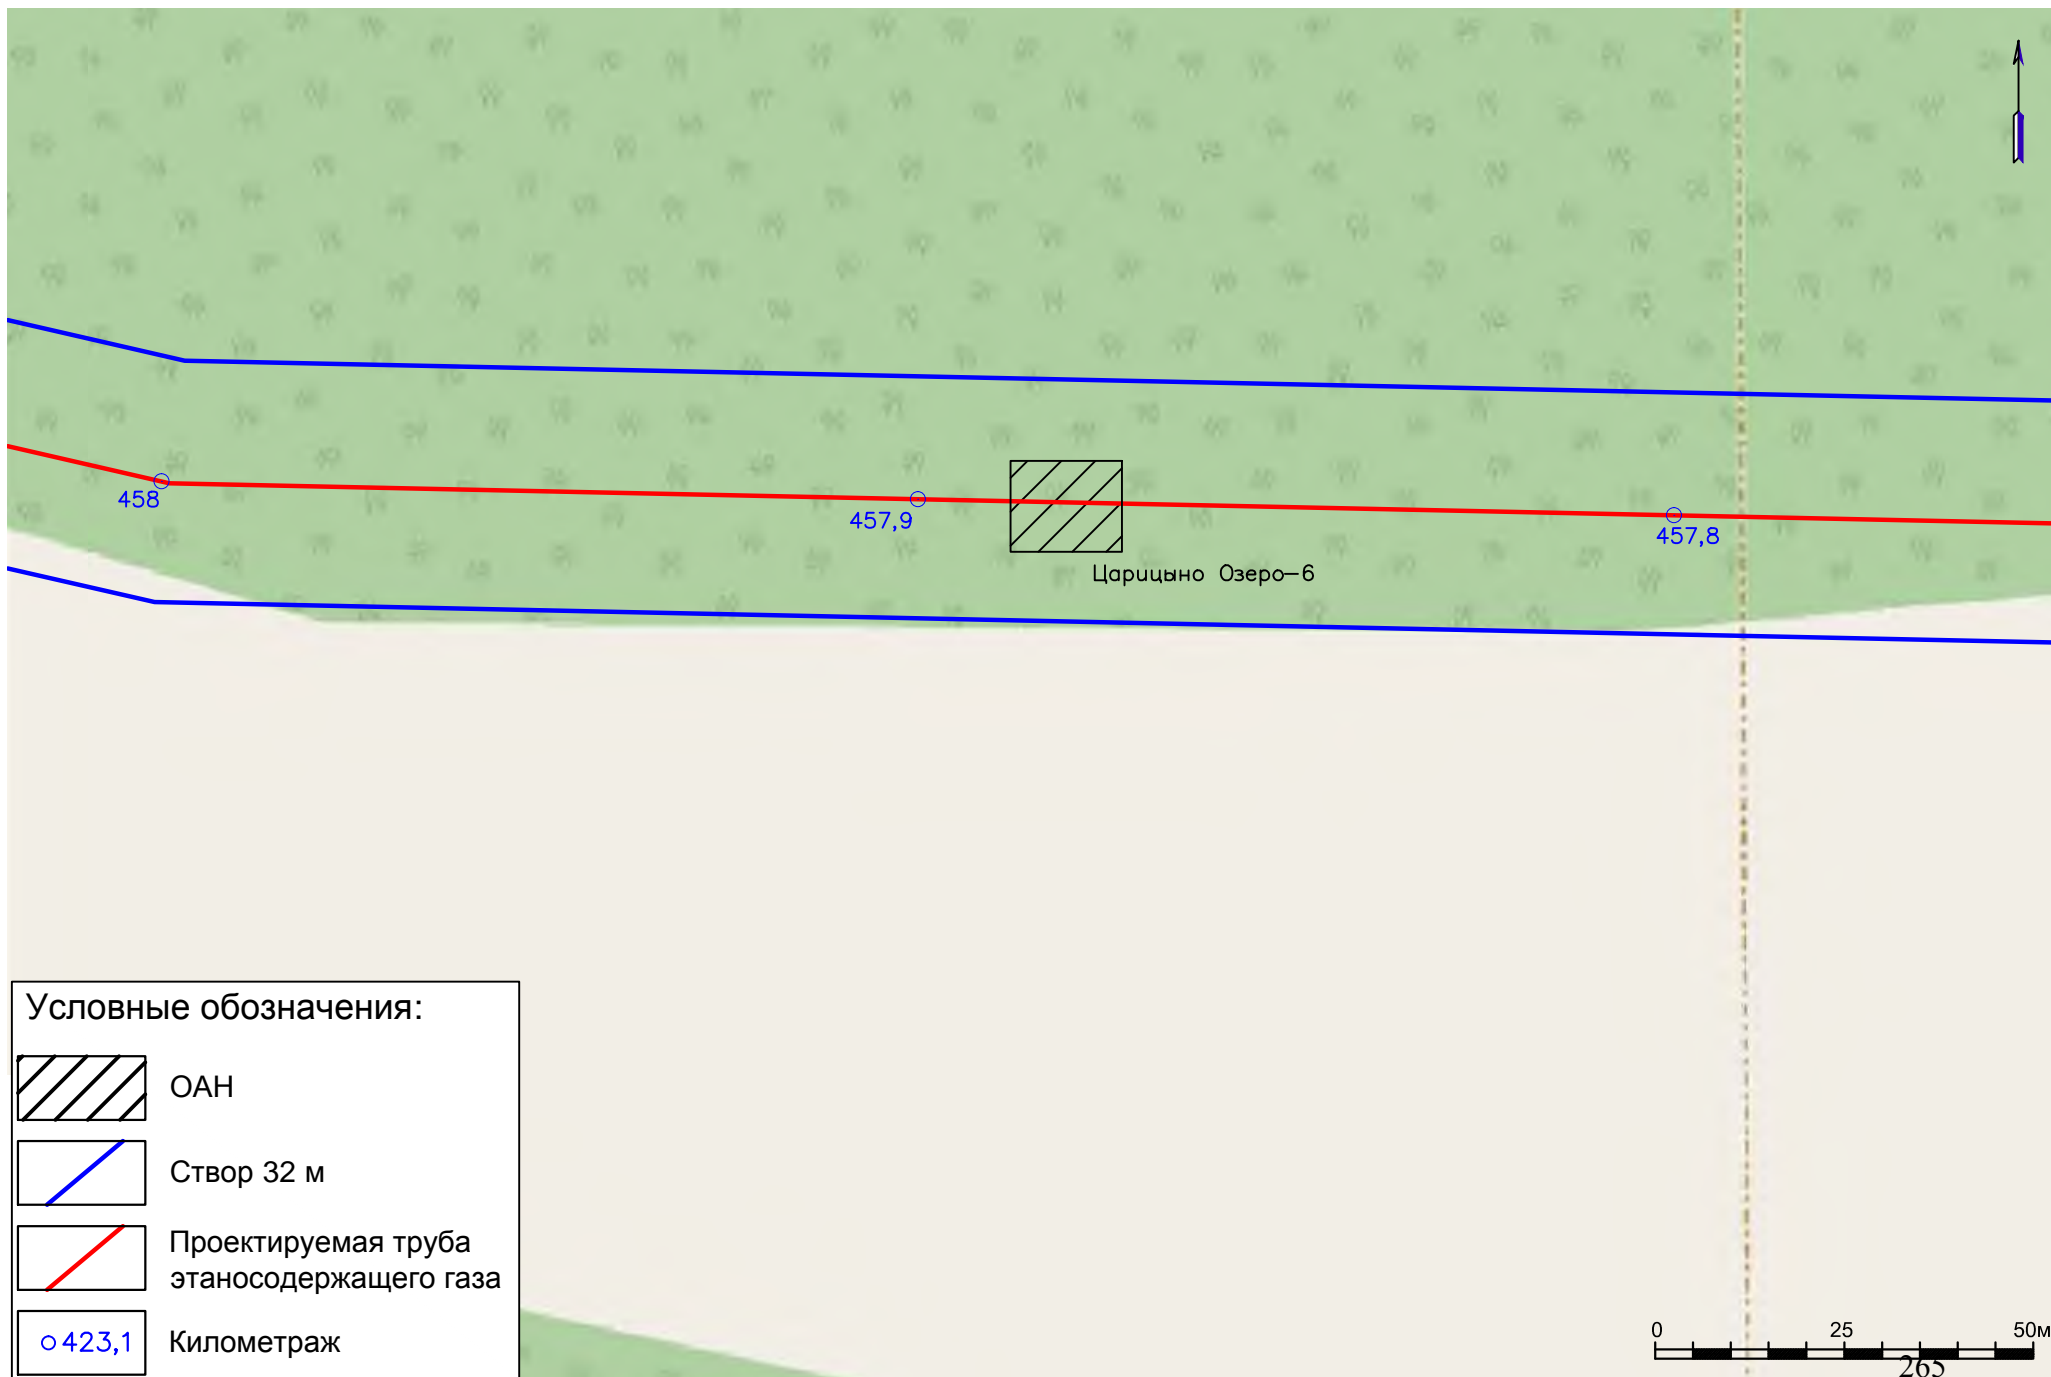 458
457,9
457,8
Царицыно Озеро-6
Условные обозначения:
ОАН
Створ 32 м
Проектируемая труба
этаносодержащего газа
423,1 Километраж
0 25 50м
265